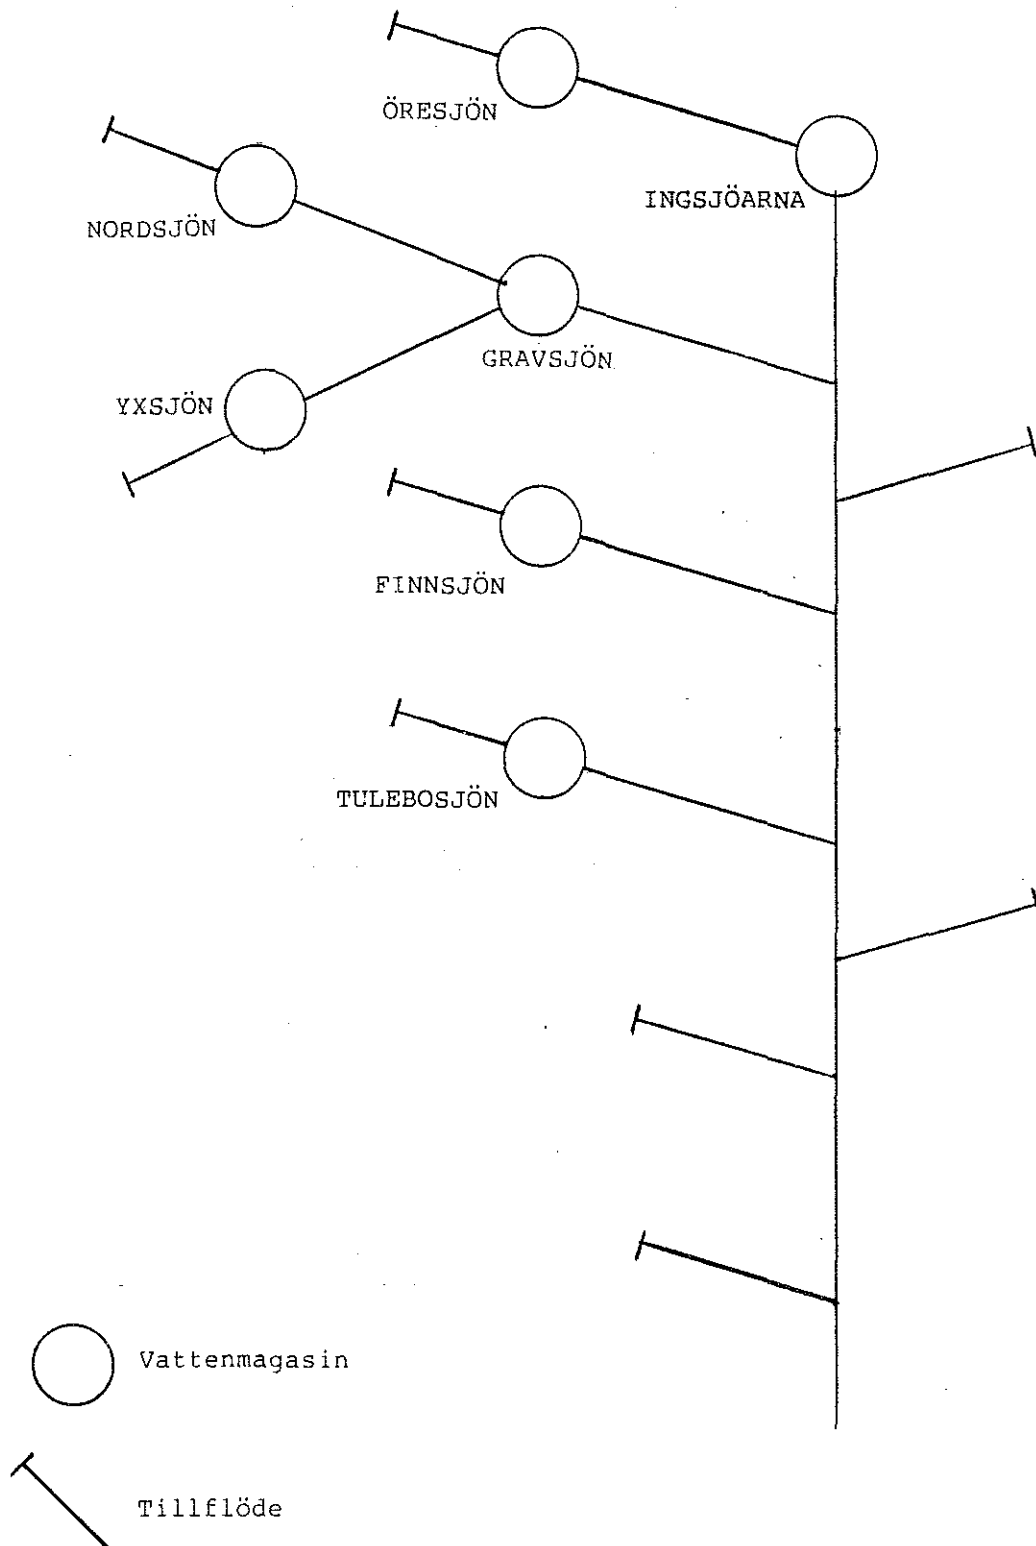 ÖRESJÖN
INGSJÖARNA
NORDSJÖN
GRAVSJÖN
YXSJÖN
FINNSJÖN
TULEBOSJÖN
Vattenmagasin
Tillflöde